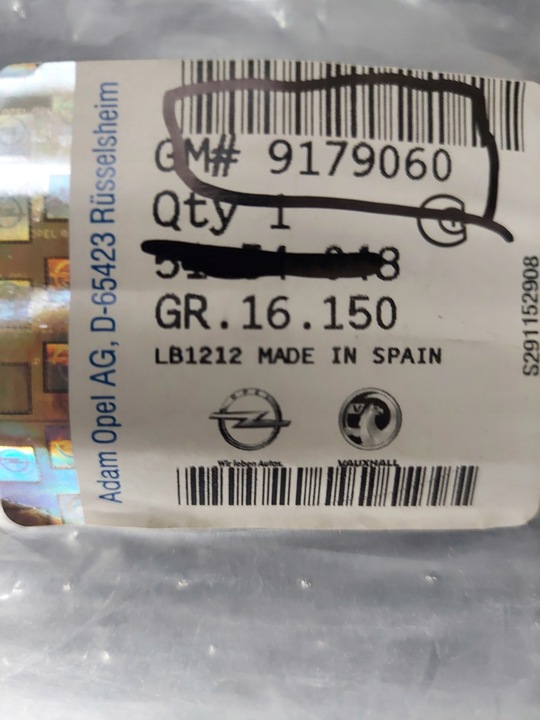 GM# 9179060
Qty 1
GR.16.150
LB1212 MADE IN SPAIN
OPEL
Wir leben Autos.
VAUXHALL
Adam Opel AG, D-65423 Rüsselsheim
S291152908